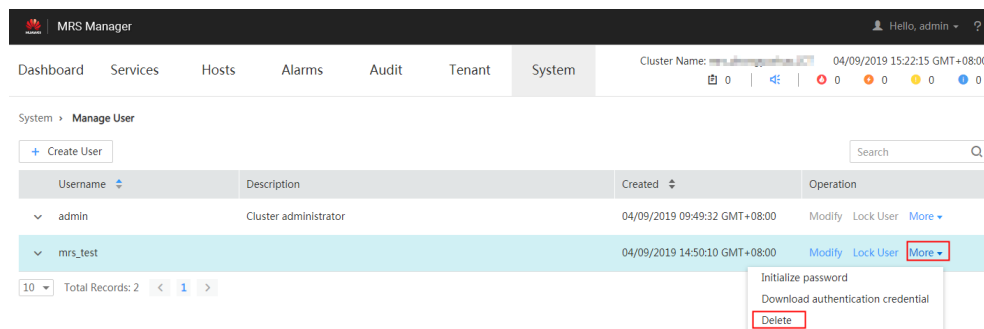 HUAWEI MRS Manager Hello, admin ?
Dashboard Services Hosts Alarms Audit Tenant System Cluster Name: 04/09/2019 15:22:15 GMT+08:00
0 0 0 0 0
System > Manage User
+ Create User Search
Username Description Created Operation
admin Cluster administrator 04/09/2019 09:49:32 GMT+08:00 Modify Lock User More
mrs_test 04/09/2019 14:50:10 GMT+08:00 Modify Lock User More
10 Total Records: 2 < 1 >
Initialize password
Download authentication credential
Delete